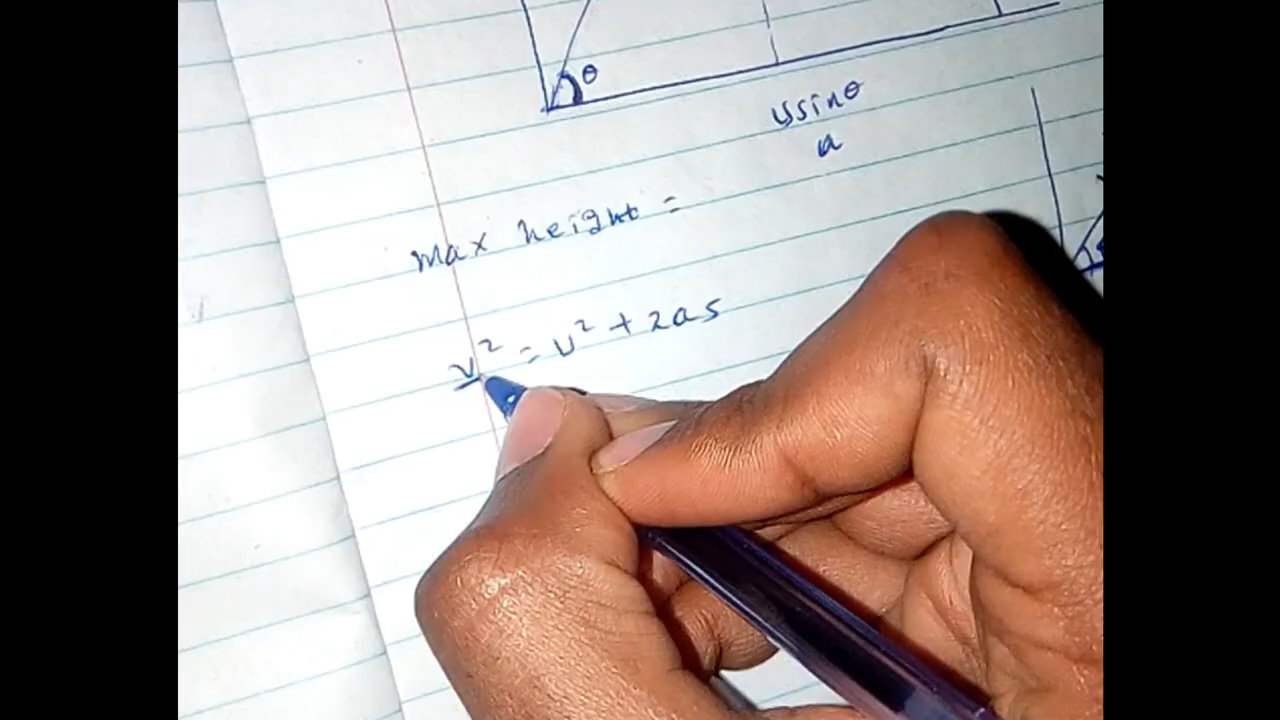 θ
usinθ
a
max height =
v² = u² + 2as